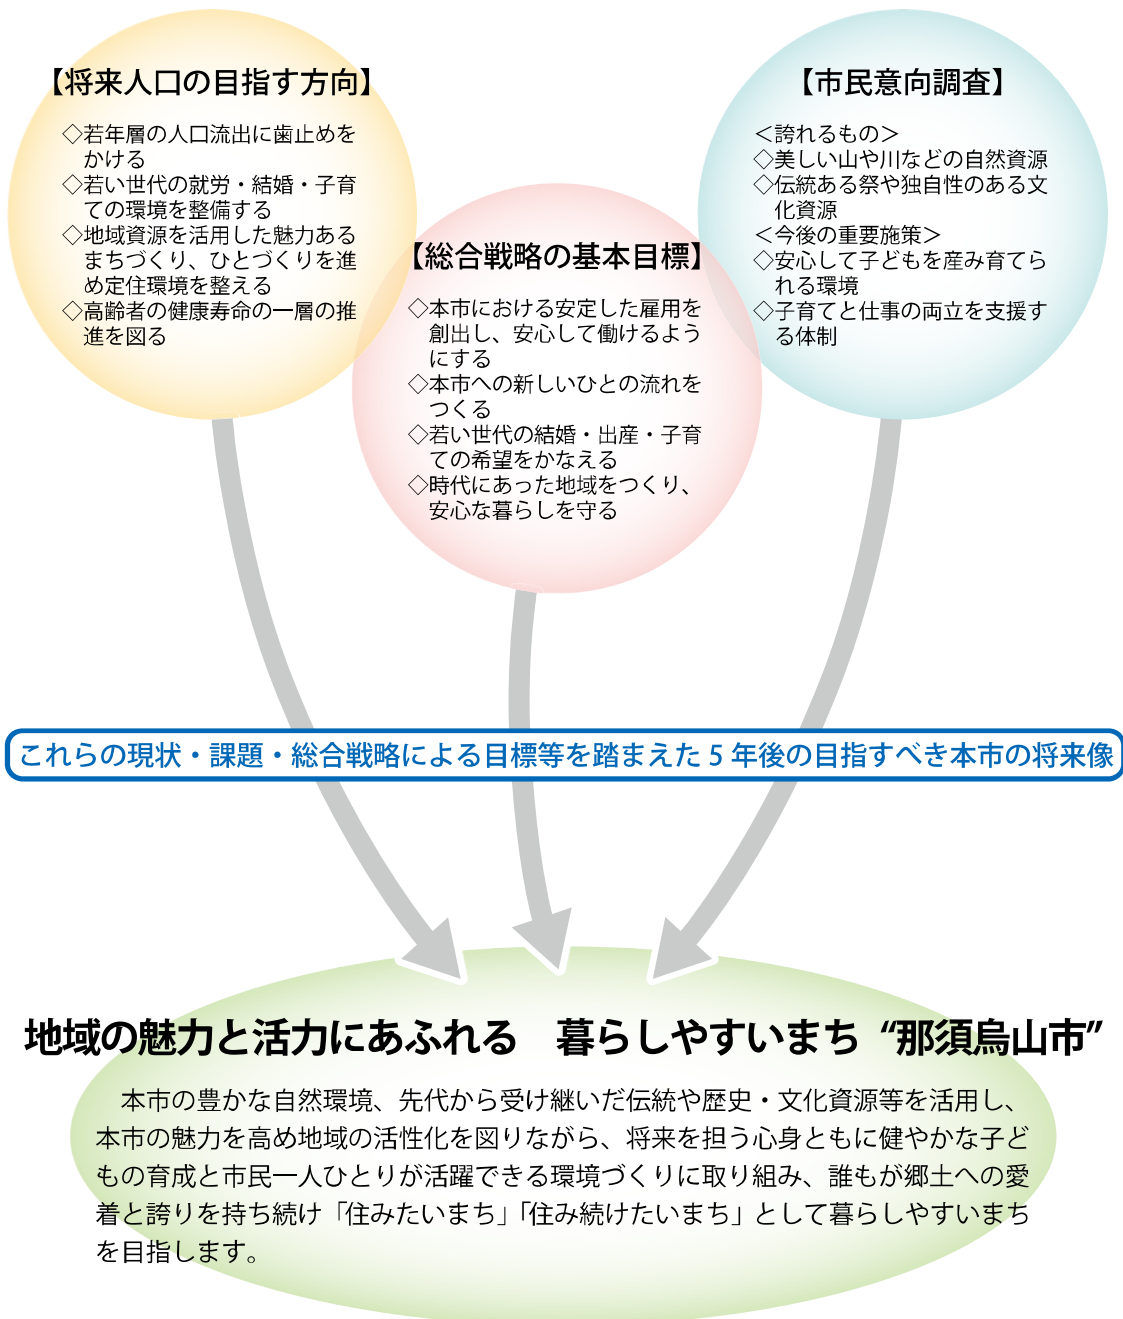 【将来人口の目指す方向】
◇若年層の人口流出に歯止めを
かける
◇若い世代の就労・結婚・子育
ての環境を整備する
◇地域資源を活用した魅力ある
まちづくり、ひとづくりを進
め定住環境を整える
◇高齢者の健康寿命の一層の推
進を図る
【総合戦略の基本目標】
◇本市における安定した雇用を
創出し、安心して働けるよう
にする
◇本市への新しいひとの流れを
つくる
◇若い世代の結婚・出産・子育
ての希望をかなえる
◇時代にあった地域をつくり、
安心な暮らしを守る
【市民意向調査】
＜誇れるもの＞
◇美しい山や川などの自然資源
◇伝統ある祭や独自性のある文
化資源
＜今後の重要施策＞
◇安心して子どもを産み育てら
れる環境
◇子育てと仕事の両立を支援す
る体制
これらの現状・課題・総合戦略による目標等を踏まえた 5 年後の目指すべき本市の将来像
地域の魅力と活力にあふれる　暮らしやすいまち “那須烏山市”
本市の豊かな自然環境、先代から受け継いだ伝統や歴史・文化資源等を活用し、
本市の魅力を高め地域の活性化を図りながら、将来を担う心身ともに健やかな子ど
もの育成と市民一人ひとりが活躍できる環境づくりに取り組み、誰もが郷土への愛
着と誇りを持ち続け「住みたいまち」「住み続けたいまち」として暮らしやすいまち
を目指します。